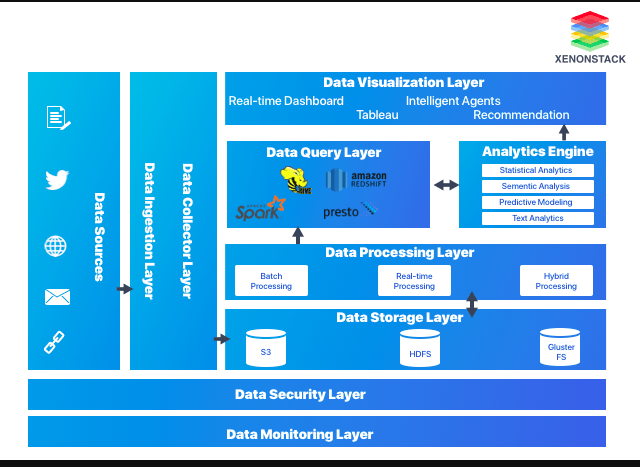 XENONSTACK
Data Sources
Data Ingestion Layer
Data Collector Layer
Data Visualization Layer
Real-time Dashboard
Intelligent Agents
Tableau
Recommendation
Data Query Layer
HIVE
amazon
REDSHIFT
APACHE
Spark
presto
Analytics Engine
Statistical Analytics
Sementic Analysis
Predictive Modeling
Text Analytics
Data Processing Layer
Batch
Processing
Real-time
Processing
Hybrid
Processing
Data Storage Layer
S3
HDFS
Gluster
FS
Data Security Layer
Data Monitoring Layer